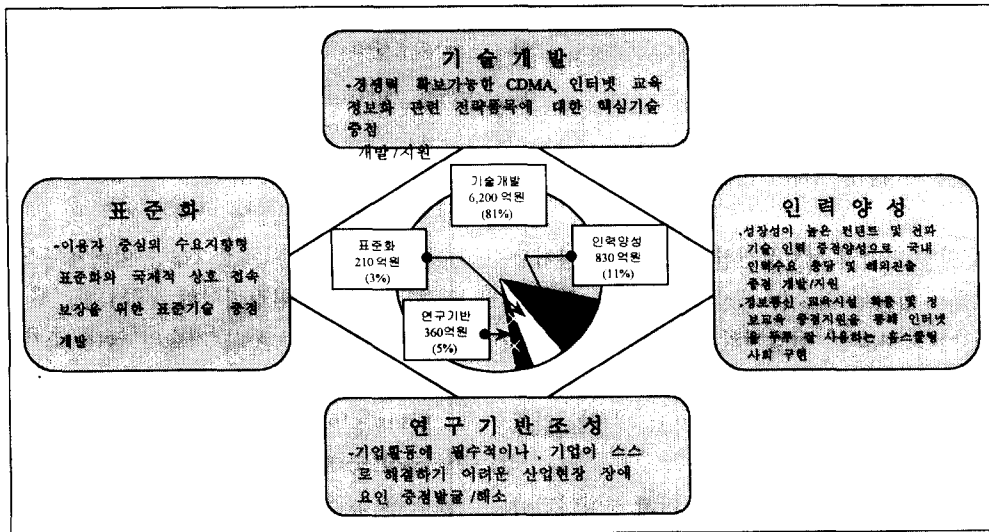 기 술 개 발
-경쟁력 확보가능한 CDMA, 인터넷 교육
정보화 관련 전략품목에 대한 핵심기술
중점
개발/지원
기술개발
6,200 억원
(81%)
표 준 화
-이용자 중심의 수요지향형
표준화와 국제적 상호 접속
보장을 위한 표준기술 중점
개발
표준화
210 억원
(3%)
인력양성
830 억원
(11%)
연구기반
360억원
(5%)
인 력 양 성
-성장성이 높은 컨텐트 및 전파
기술 인력 중점양성으로 국내
인력수요 충당 및 해외진출
중점 개발/지원
-정보통신 교육시설 확충 및 정
보교육 중점지원을 통해 인터넷
을 두루 잘 사용하는 홈스쿨링
사회 구현
연 구 기 반 조 성
-기업활동에 필수적이나, 기업이 스스
로 해결하기 어려운 산업현장 장애
요인 중점발굴/해소